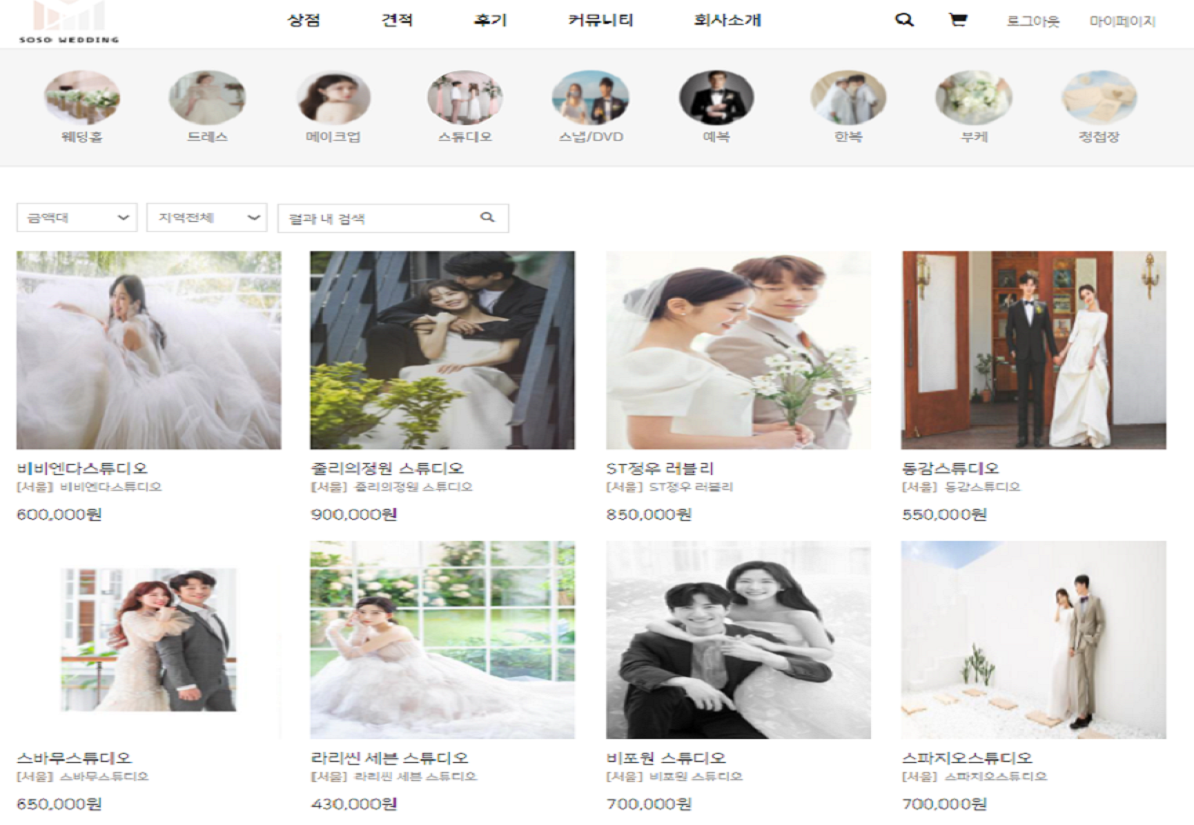 SOSO WEDDING
상점 견적 후기 커뮤니티 회사소개 로그아웃 마이페이지
웨딩홀 드레스 메이크업 스튜디오 스냅/DVD 예복 한복 부케 청첩장
금액대 지역전체 결과 내 검색
비비엔다스튜디오 줄리의정원 스튜디오 ST정우 러블리 동감스튜디오
[서울] 비비엔다스튜디오 [서울] 줄리의정원 스튜디오 [서울] ST정우 러블리 [서울] 동감스튜디오
600,000원 900,000원 850,000원 550,000원
스바무스튜디오 라리씬 세븐 스튜디오 비포원 스튜디오 스파지오스튜디오
[서울] 스바무스튜디오 [서울] 라리씬 세븐 스튜디오 [서울] 비포원 스튜디오 [서울] 스파지오스튜디오
650,000원 430,000원 700,000원 700,000원